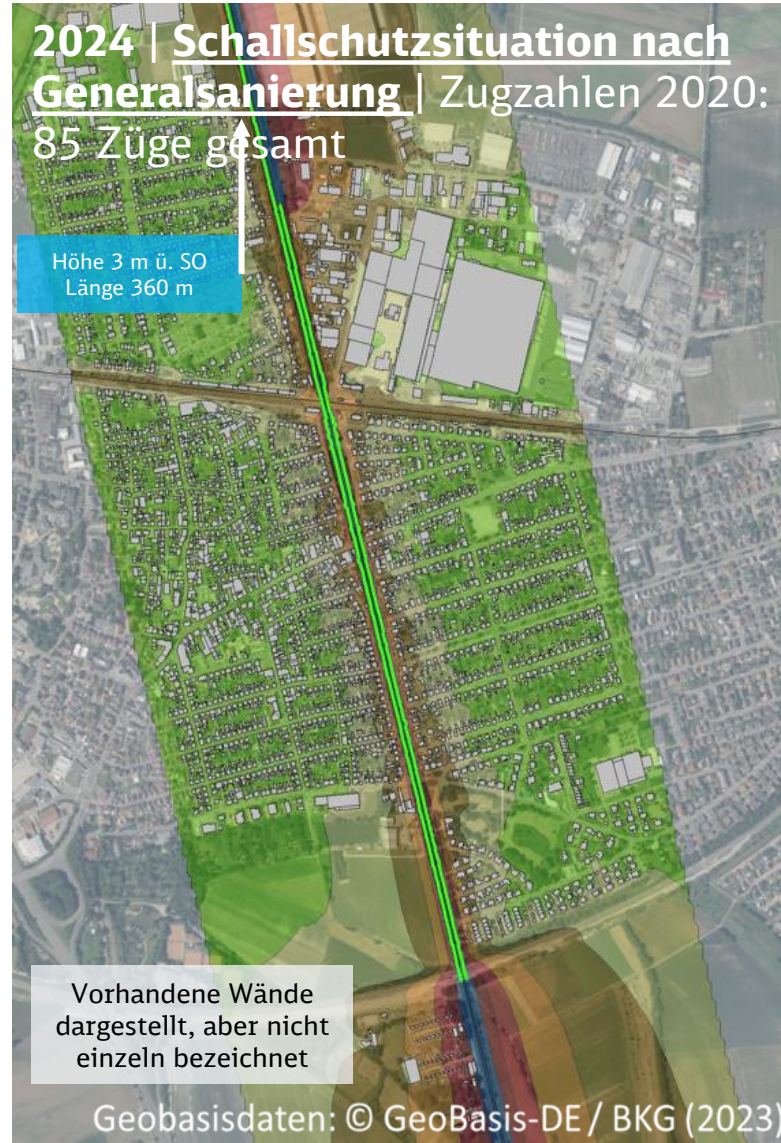 2024 | Schallschutzsituation nach
Generalsanierung | Zugzahlen 2020:
85 Züge gesamt
Höhe 3 m ü. SO
Länge 360 m
Vorhandene Wände
dargestellt, aber nicht
einzeln bezeichnet
Geobasisdaten: © GeoBasis-DE / BKG (2023)